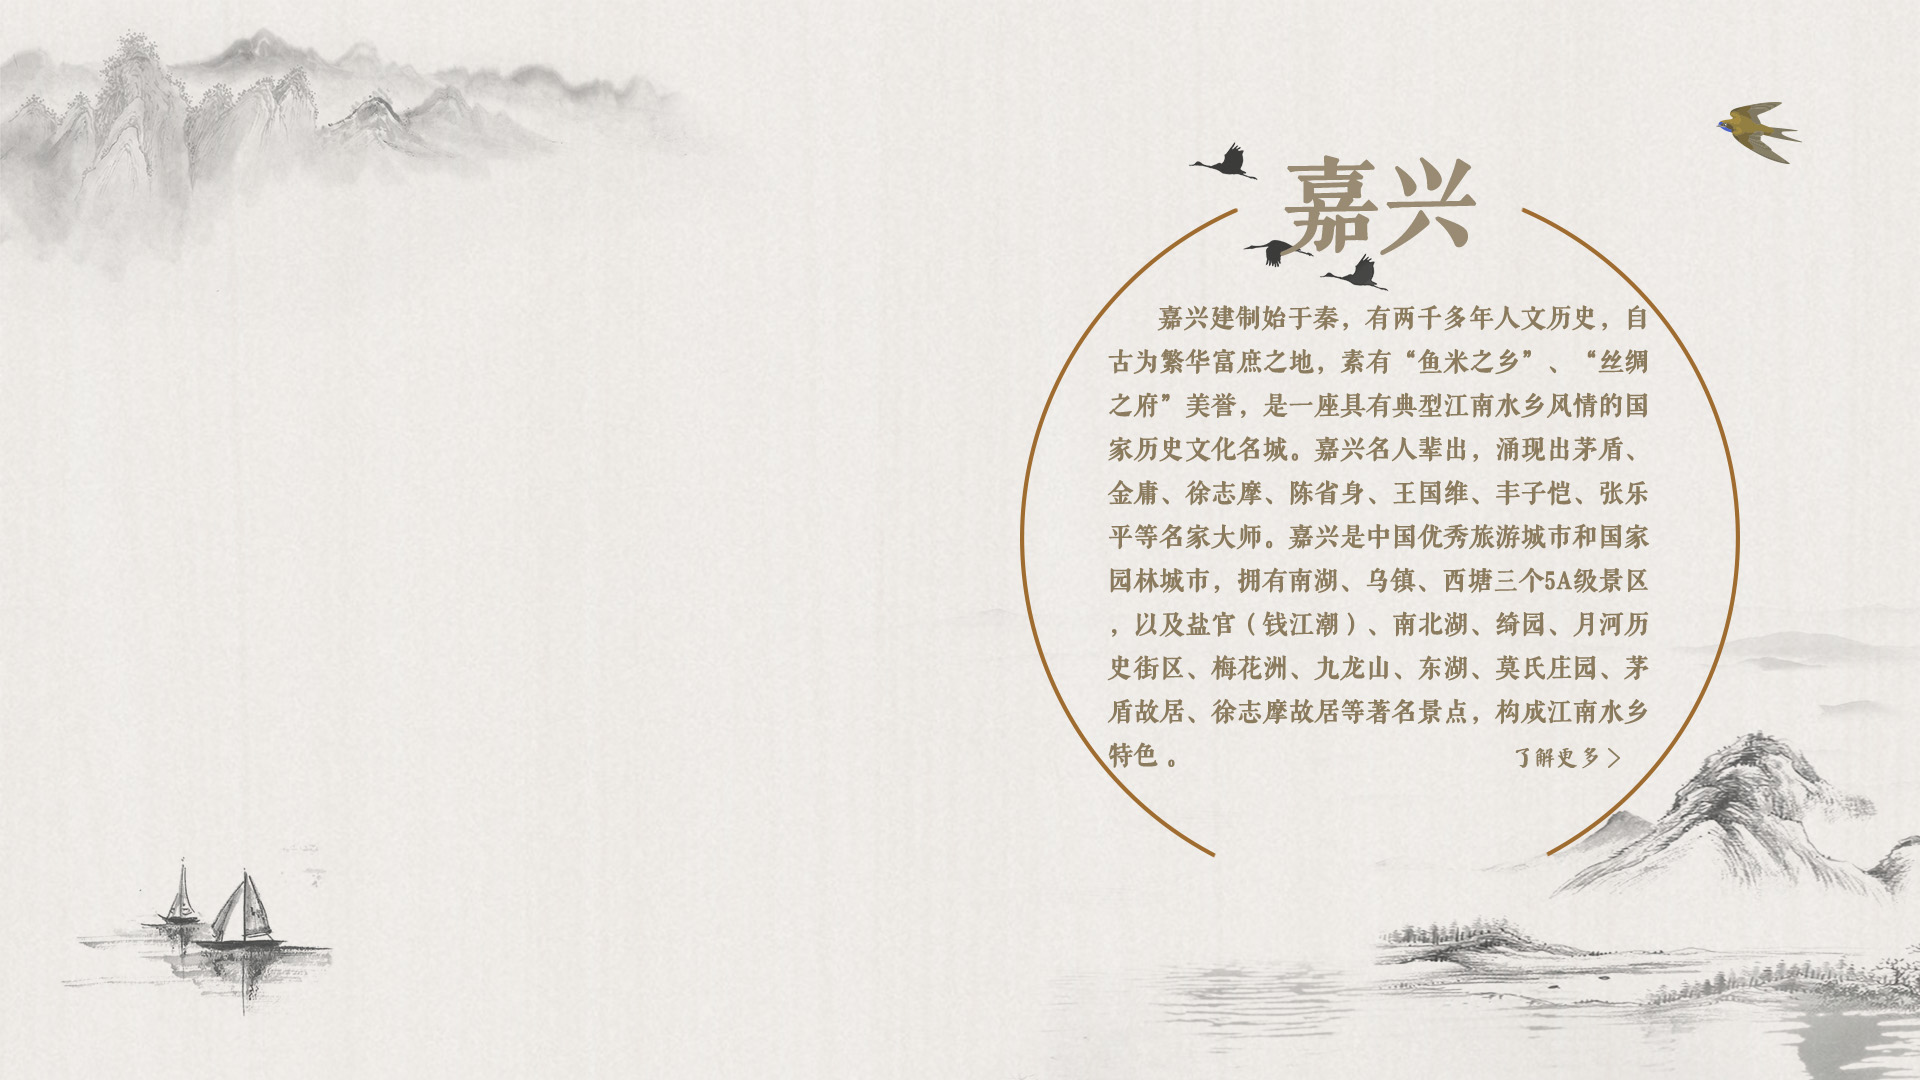 嘉兴
嘉兴建制始于秦，有两千多年人文历史，自
古为繁华富庶之地，素有“鱼米之乡”、“丝绸
之府”美誉，是一座具有典型江南水乡风情的国
家历史文化名城。嘉兴名人辈出，涌现出茅盾、
金庸、徐志摩、陈省身、王国维、丰子恺、张乐
平等名家大师。嘉兴是中国优秀旅游城市和国家
园林城市，拥有南湖、乌镇、西塘三个5A级景区
，以及盐官（钱江潮）、南北湖、绮园、月河历
史街区、梅花洲、九龙山、东湖、莫氏庄园、茅
盾故居、徐志摩故居等著名景点，构成江南水乡
特色 。
了解更多＞